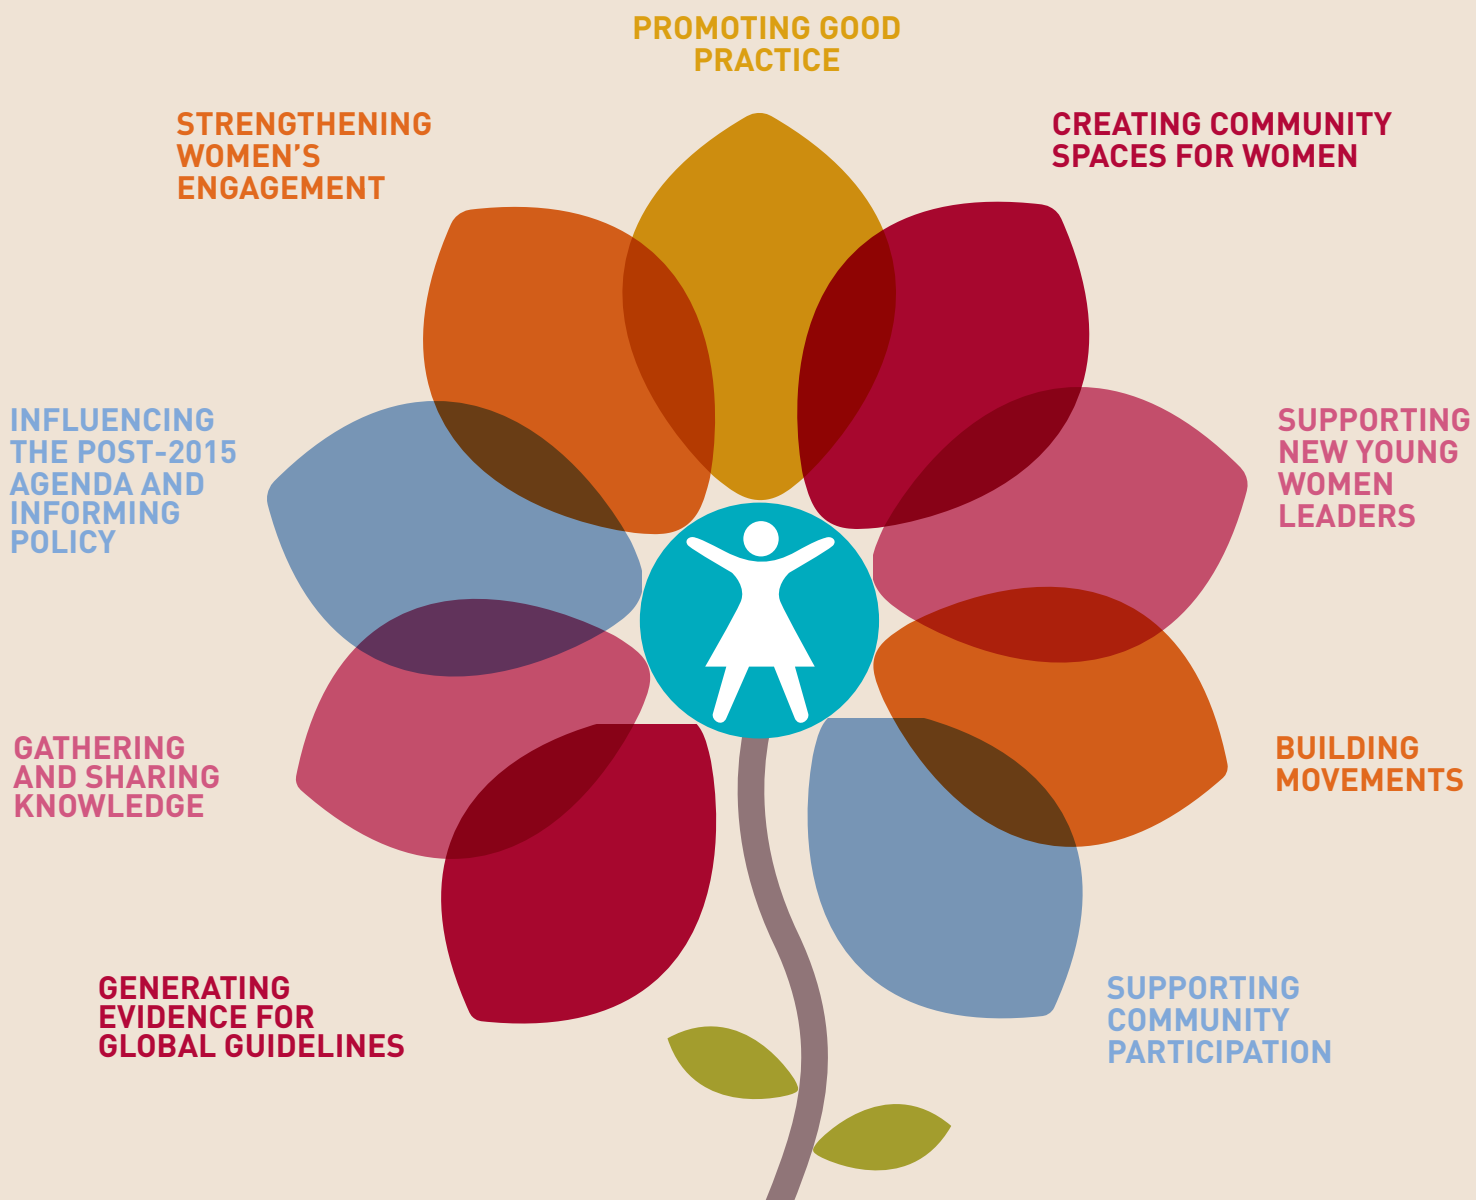 PROMOTING GOOD
PRACTICE
STRENGTHENING
WOMEN'S
ENGAGEMENT
CREATING COMMUNITY
SPACES FOR WOMEN
INFLUENCING
THE POST-2015
AGENDA AND
INFORMING
POLICY
SUPPORTING
NEW YOUNG
WOMEN
LEADERS
GATHERING
AND SHARING
KNOWLEDGE
BUILDING
MOVEMENTS
GENERATING
EVIDENCE FOR
GLOBAL GUIDELINES
SUPPORTING
COMMUNITY
PARTICIPATION